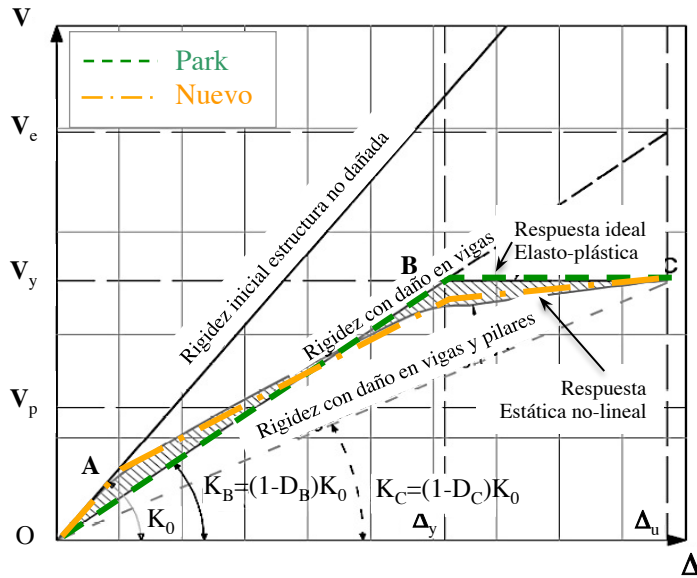 V
Park
Nuevo
Ve
Rigidez inicial estructura no dañada
Respuesta ideal
Elasto-plástica
Rigidez con daño en vigas
B
C
Vy
Rigidez con daño en vigas y pilares
Respuesta
Estática no-lineal
Vp
A
KB=(1-DB)K0
KC=(1-DC)K0
K0
Δy
Δu
O
Δ